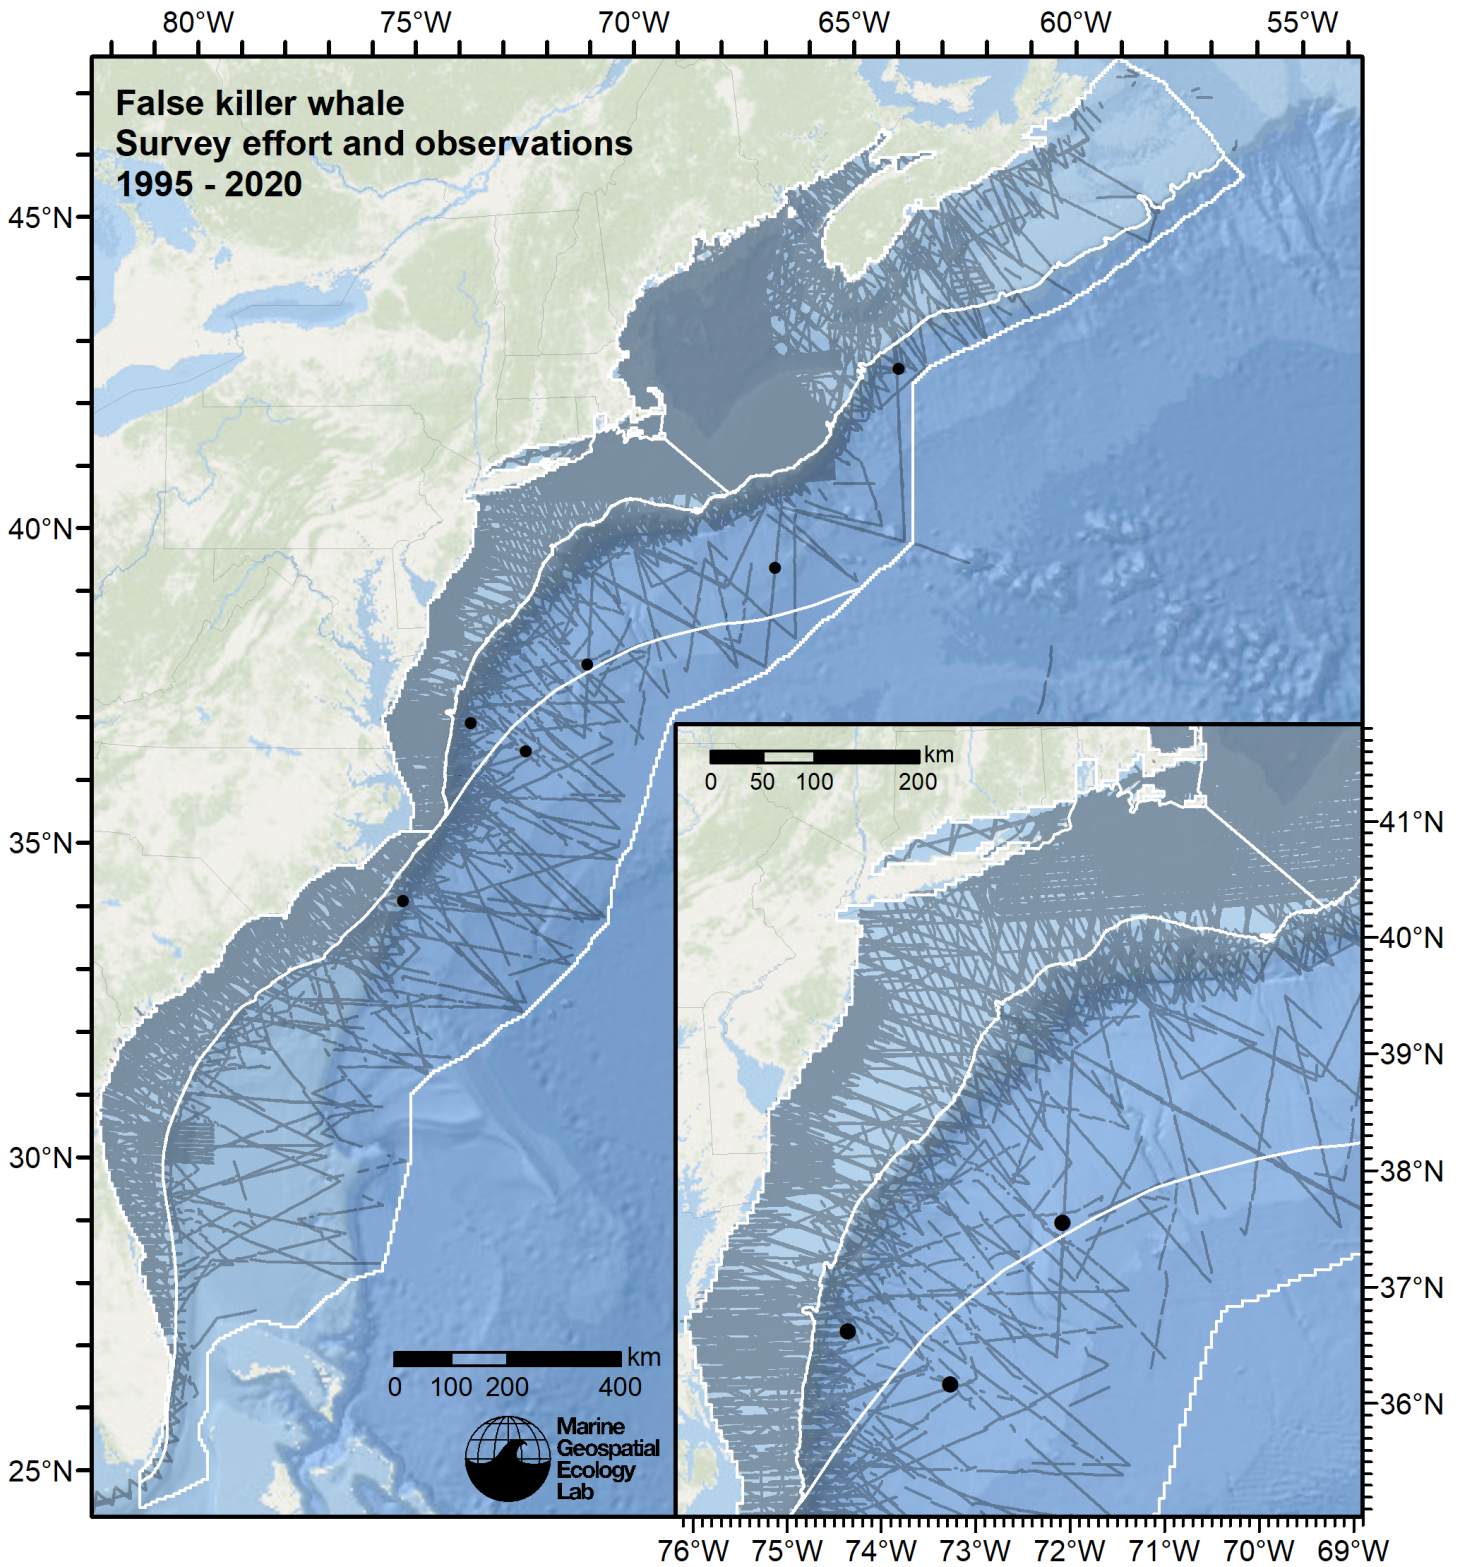 80°W 75°W 70°W 65°W 60°W 55°W
False killer whale
Survey effort and observations
1995 - 2020
45°N
40°N
35°N
30°N
25°N
km
0 50 100 200
41°N
40°N
39°N
38°N
37°N
36°N
km
0 100 200 400
Marine
Geospatial
Ecology
Lab
76°W 75°W 74°W 73°W 72°W 71°W 70°W 69°W